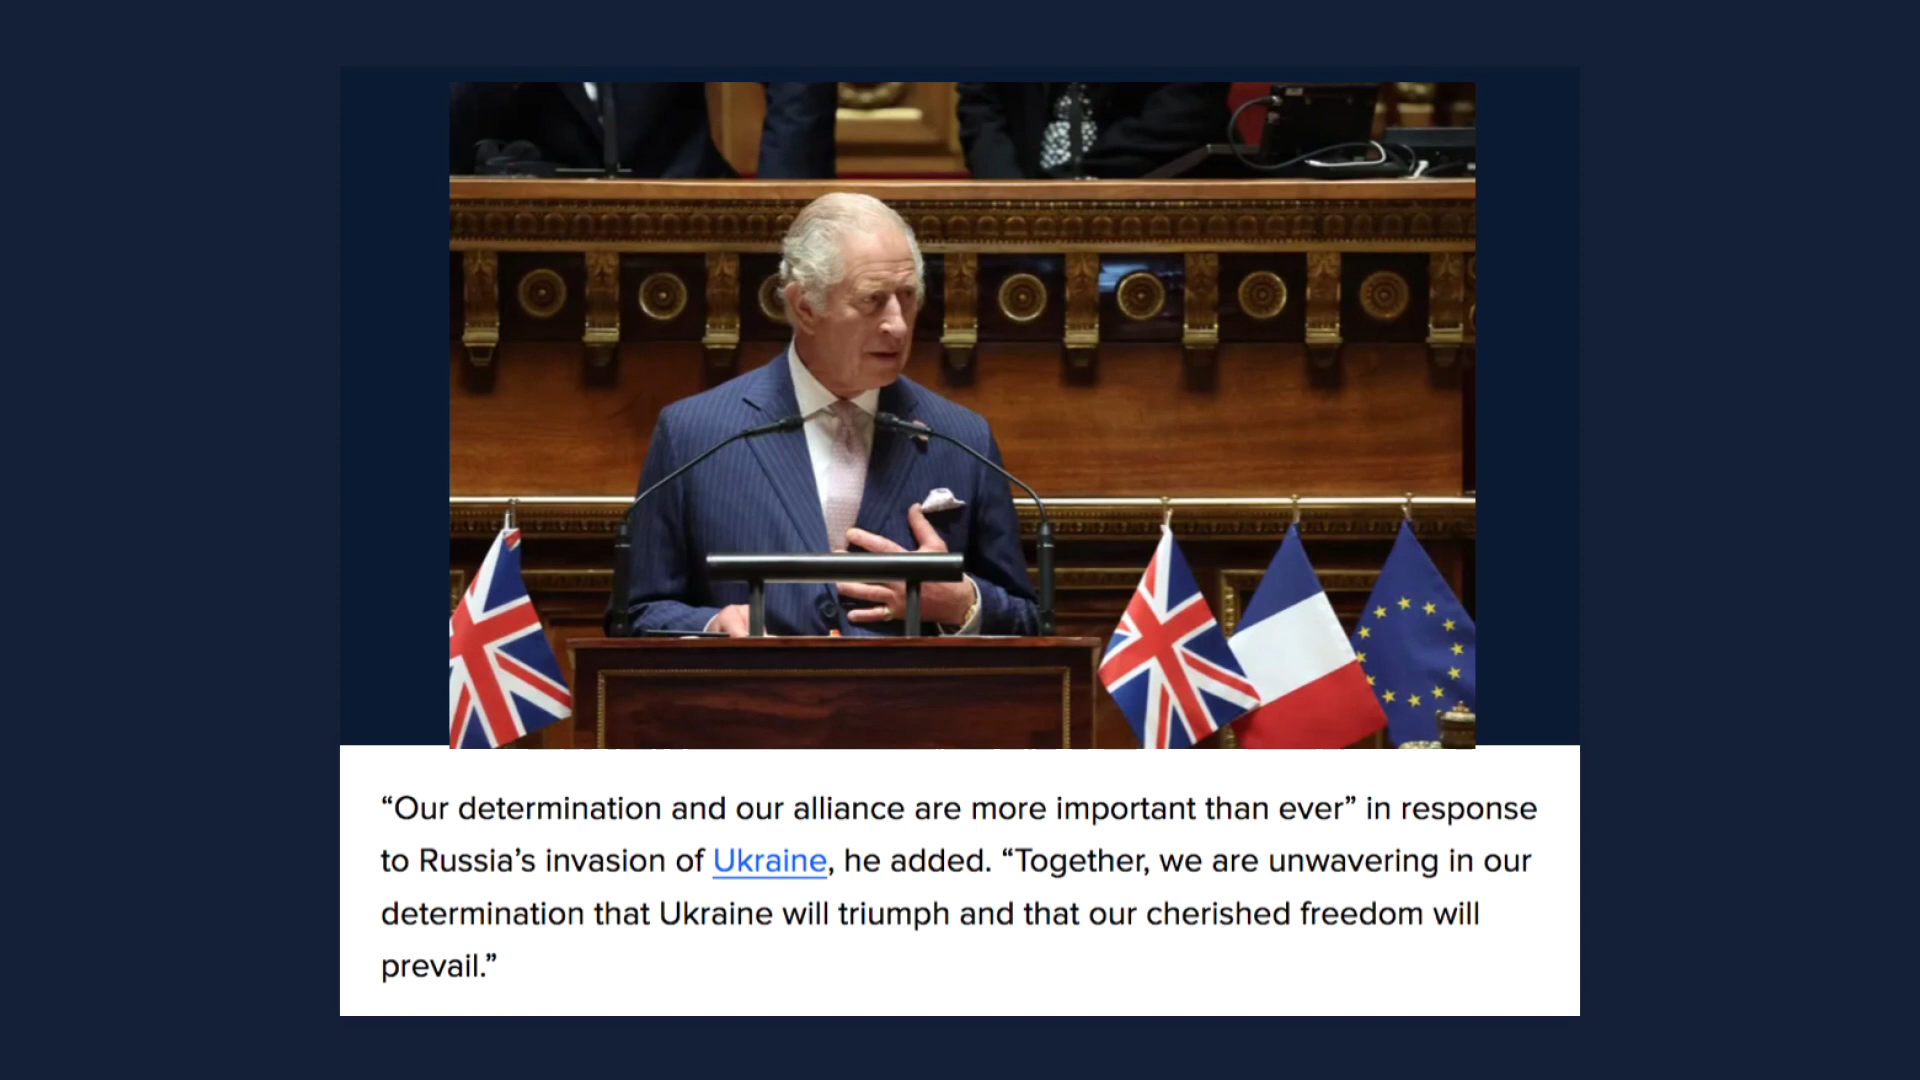 “Our determination and our alliance are more important than ever” in response
to Russia’s invasion of Ukraine, he added. “Together, we are unwavering in our
determination that Ukraine will triumph and that our cherished freedom will
prevail.”